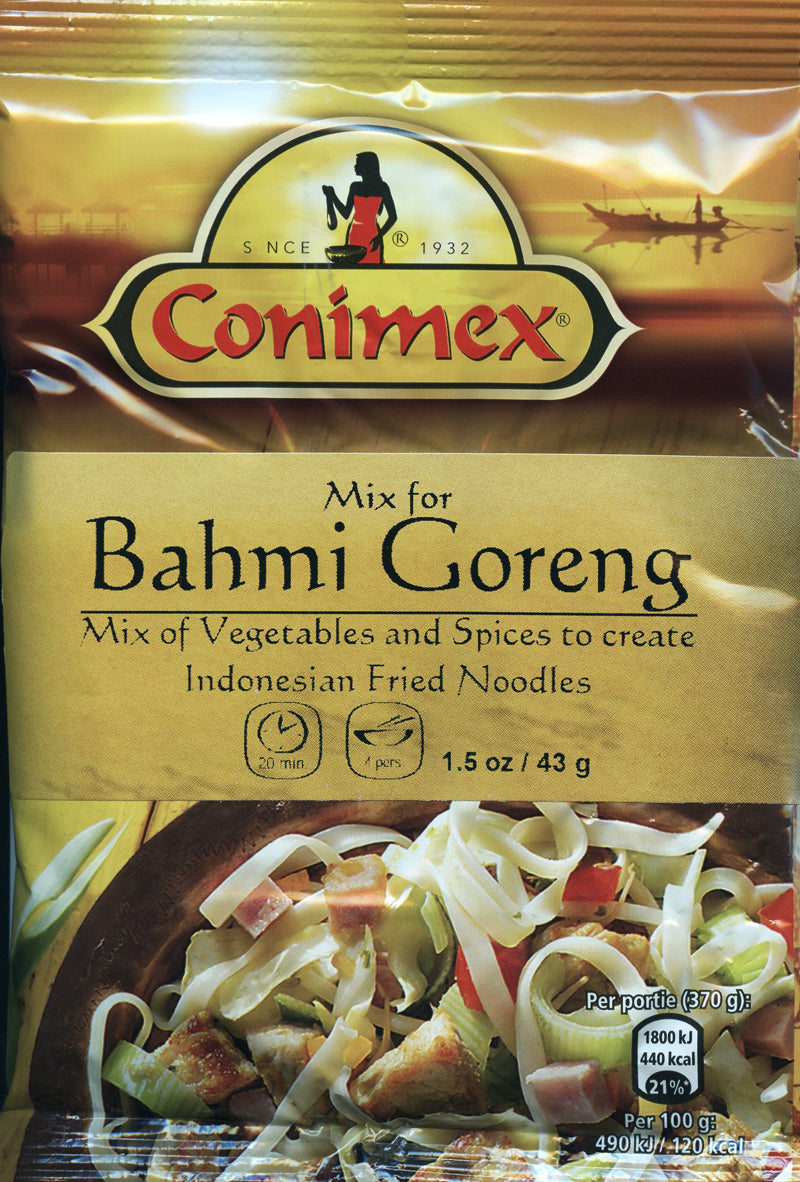 S NCE ® 1932
Conimex®
Mix for
Bahmi Goreng
Mix of Vegetables and Spices to create
Indonesian Fried Noodles
20 min. 4 pers. 1.5 oz / 43 g
Per portie (370 g):
1800 kJ
440 kcal
21%*
Per 100 g:
490 kJ / 120 kcal